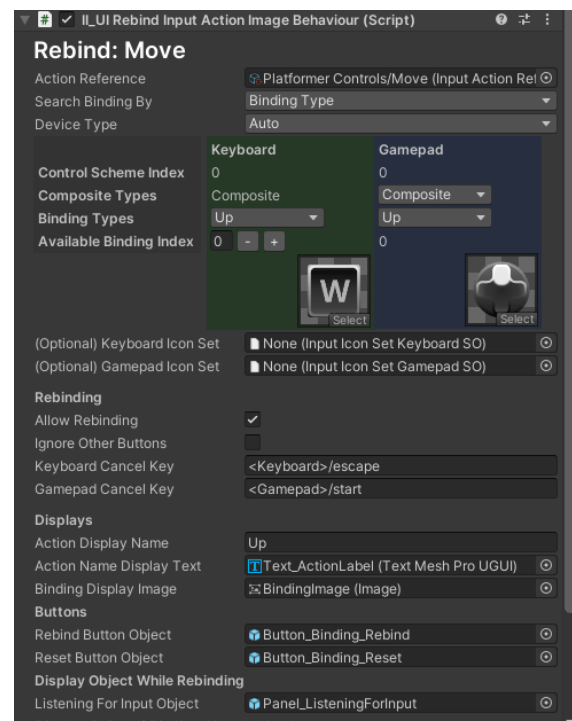 II_UI Rebind Input Action Image Behaviour (Script)
Rebind: Move
Action Reference Platformer Controls/Move (Input Action Ref
Search Binding By Binding Type
Device Type Auto
Keyboard Gamepad
Control Scheme Index 0 0
Composite Types Composite Composite
Binding Types Up Up
Available Binding Index 0 - + 0
W
Select Select
(Optional) Keyboard Icon Set None (Input Icon Set Keyboard SO)
(Optional) Gamepad Icon Set None (Input Icon Set Gamepad SO)
Rebinding
Allow Rebinding
Ignore Other Buttons
Keyboard Cancel Key <Keyboard>/escape
Gamepad Cancel Key <Gamepad>/start
Displays
Action Display Name Up
Action Name Display Text Text_ActionLabel (Text Mesh Pro UGUI)
Binding Display Image BindingImage (Image)
Buttons
Rebind Button Object Button_Binding_Rebind
Reset Button Object Button_Binding_Reset
Display Object While Rebinding
Listening For Input Object Panel_ListeningForInput